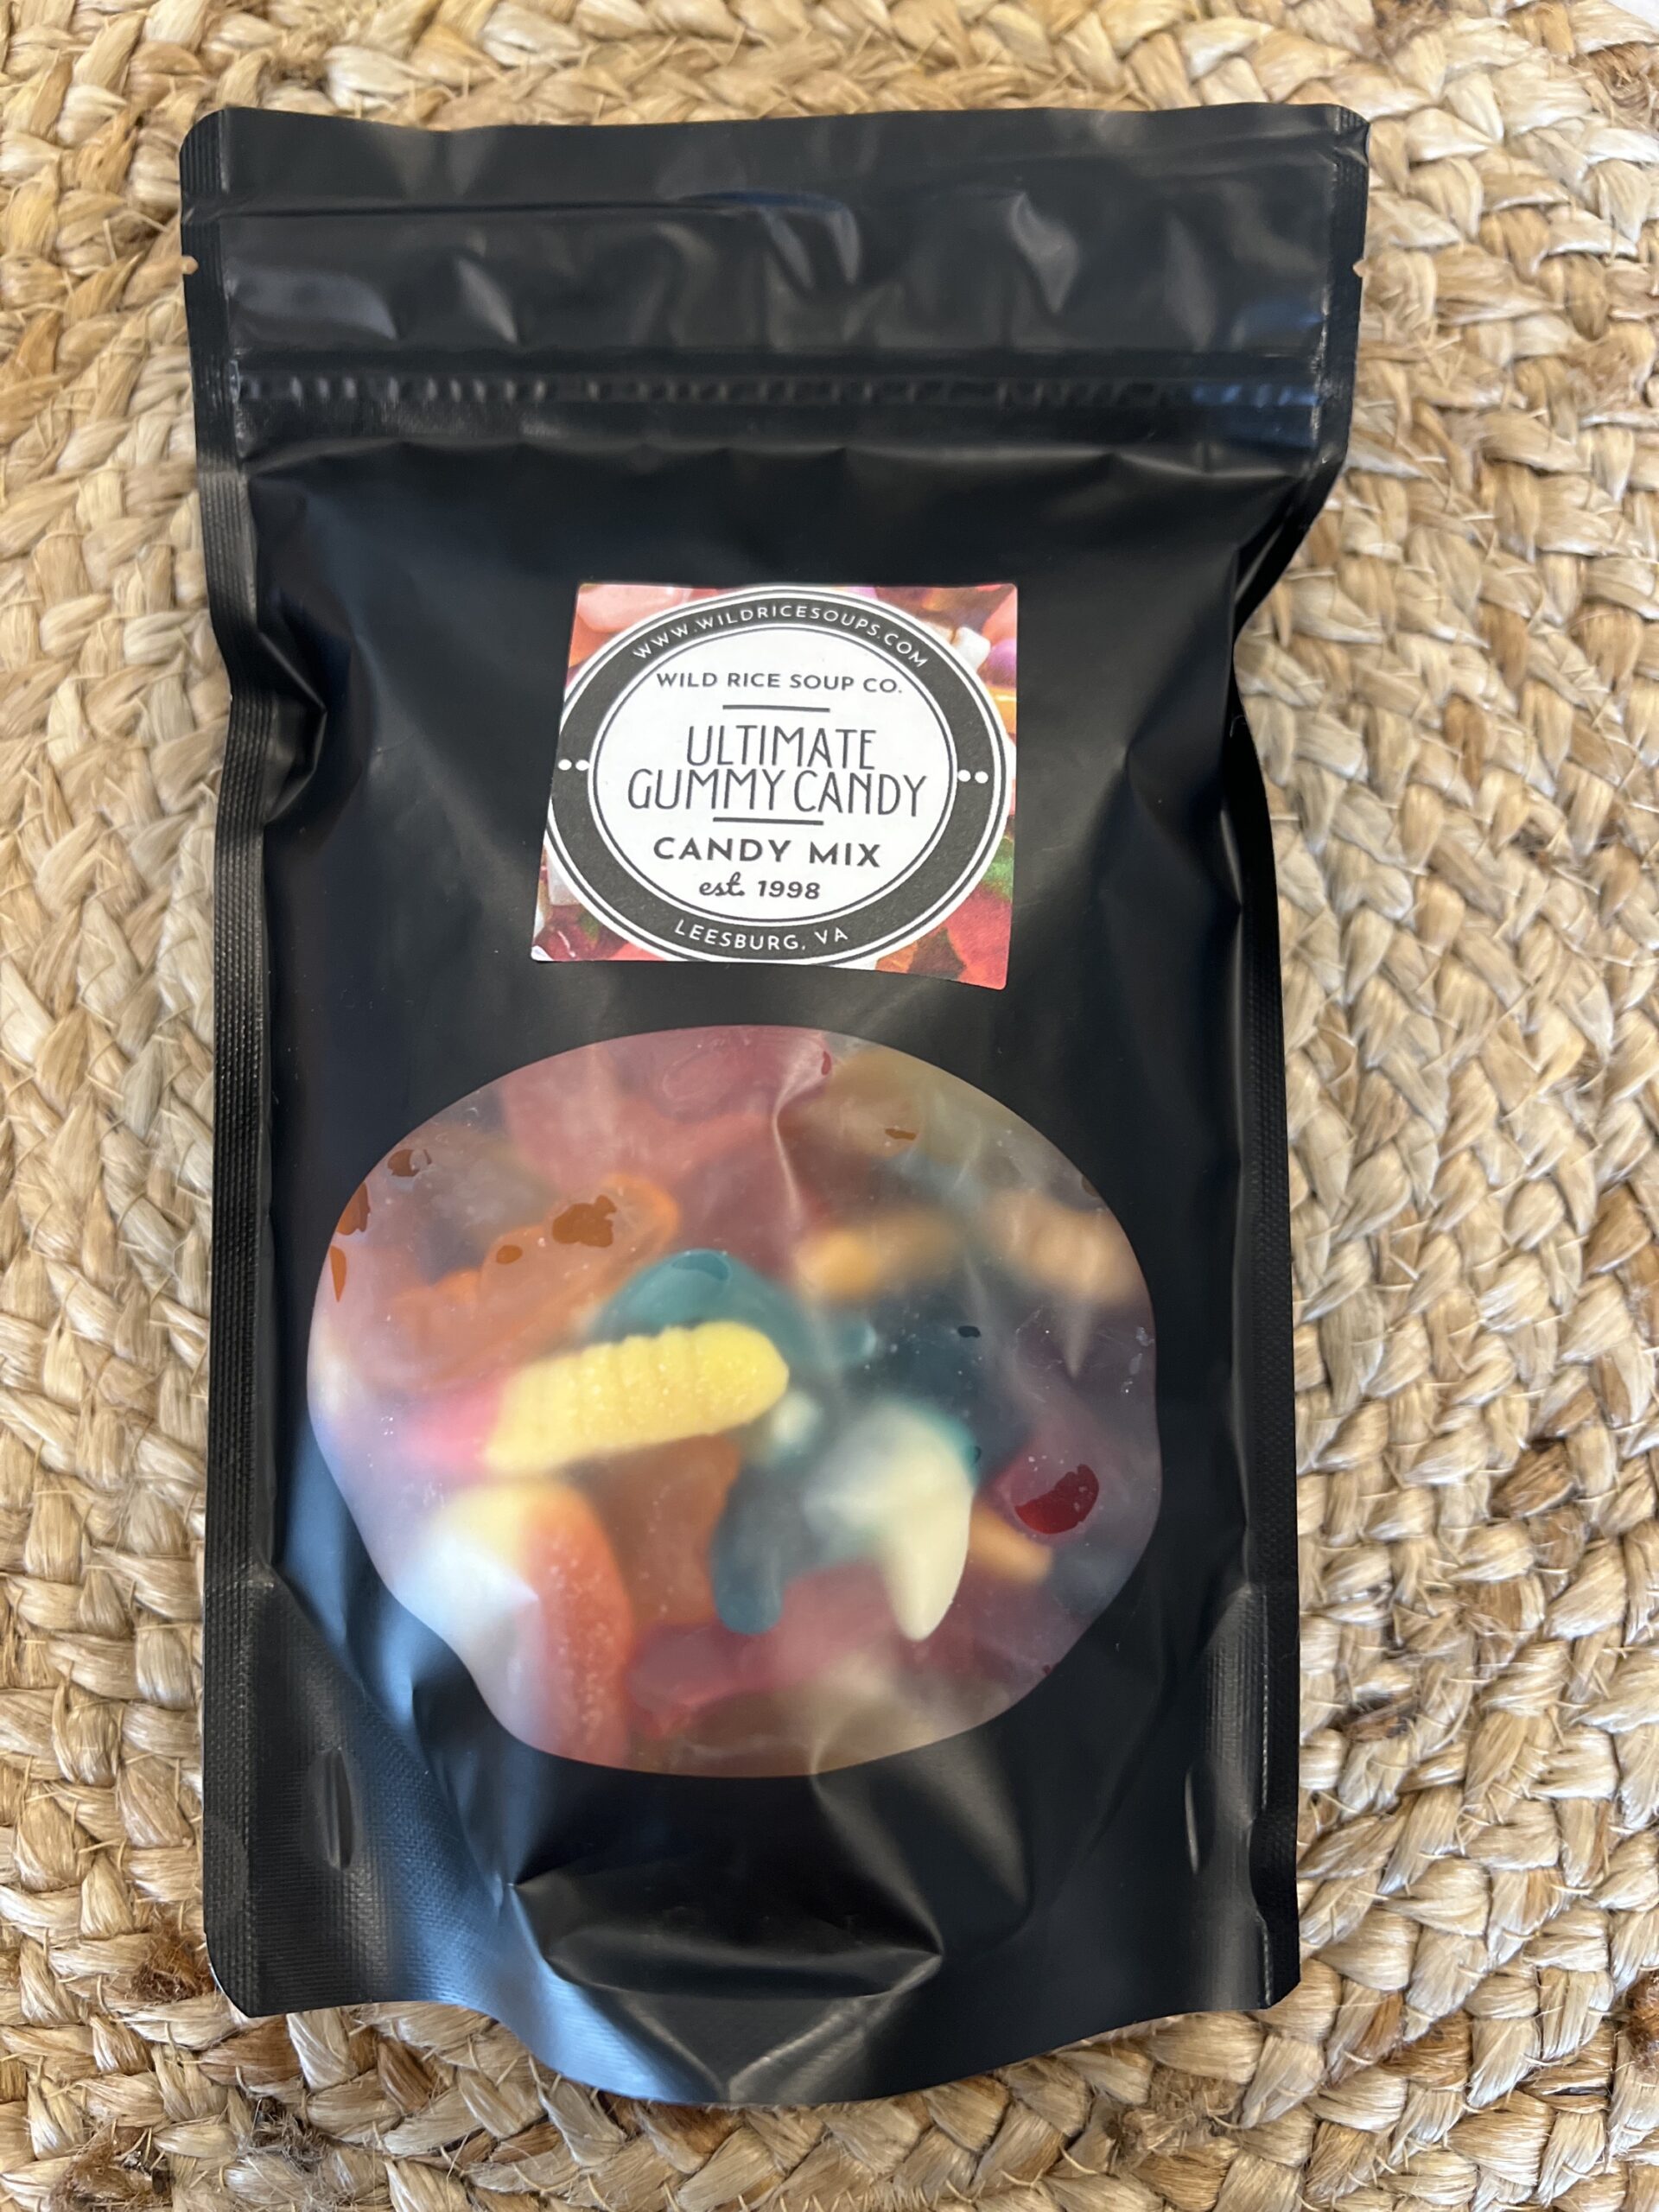 WWW.WILDRICESOUPS.COM
WILD RICE SOUP CO.
ULTIMATE
GUMMY CANDY
CANDY MIX
est. 1998
LEESBURG, VA